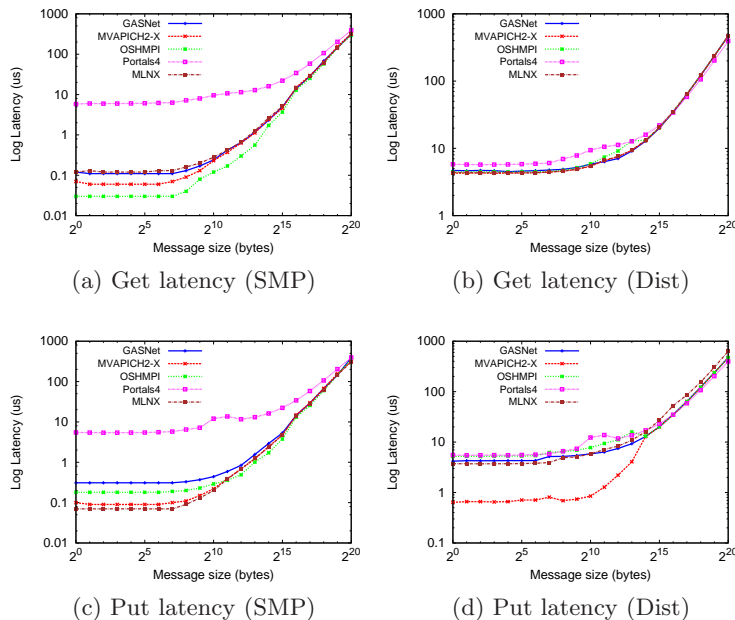 GASNet
MVAPICH2-X
OSHMPI
Portals4
MLNX
1000
100
10
1
0.1
0.01
Log Latency (us)
2^0 2^5 2^10 2^15 2^20
Message size (bytes)
(a) Get latency (SMP)
GASNet
MVAPICH2-X
OSHMPI
Portals4
MLNX
1000
100
10
1
Log Latency (us)
2^0 2^5 2^10 2^15 2^20
Message size (bytes)
(b) Get latency (Dist)
GASNet
MVAPICH2-X
OSHMPI
Portals4
MLNX
1000
100
10
1
0.1
0.01
Log Latency (us)
2^0 2^5 2^10 2^15 2^20
Message size (bytes)
(c) Put latency (SMP)
GASNet
MVAPICH2-X
OSHMPI
Portals4
MLNX
1000
100
10
1
0.1
Log Latency (us)
2^0 2^5 2^10 2^15 2^20
Message size (bytes)
(d) Put latency (Dist)